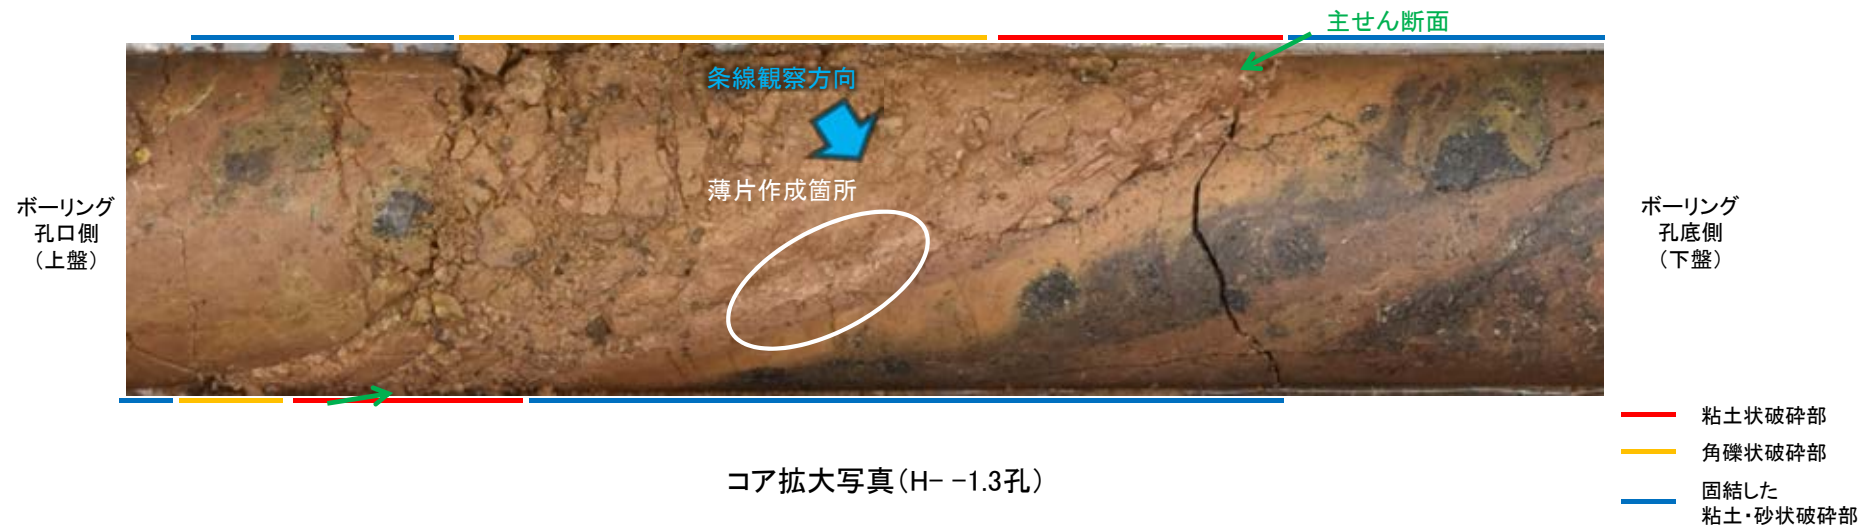 主せん断面
条線観察方向
薄片作成箇所
ボーリング
孔口側
（上盤）
ボーリング
孔底側
（下盤）
コア拡大写真（H- -1.3孔）
粘土状破砕部
角礫状破砕部
固結した
粘土・砂状破砕部